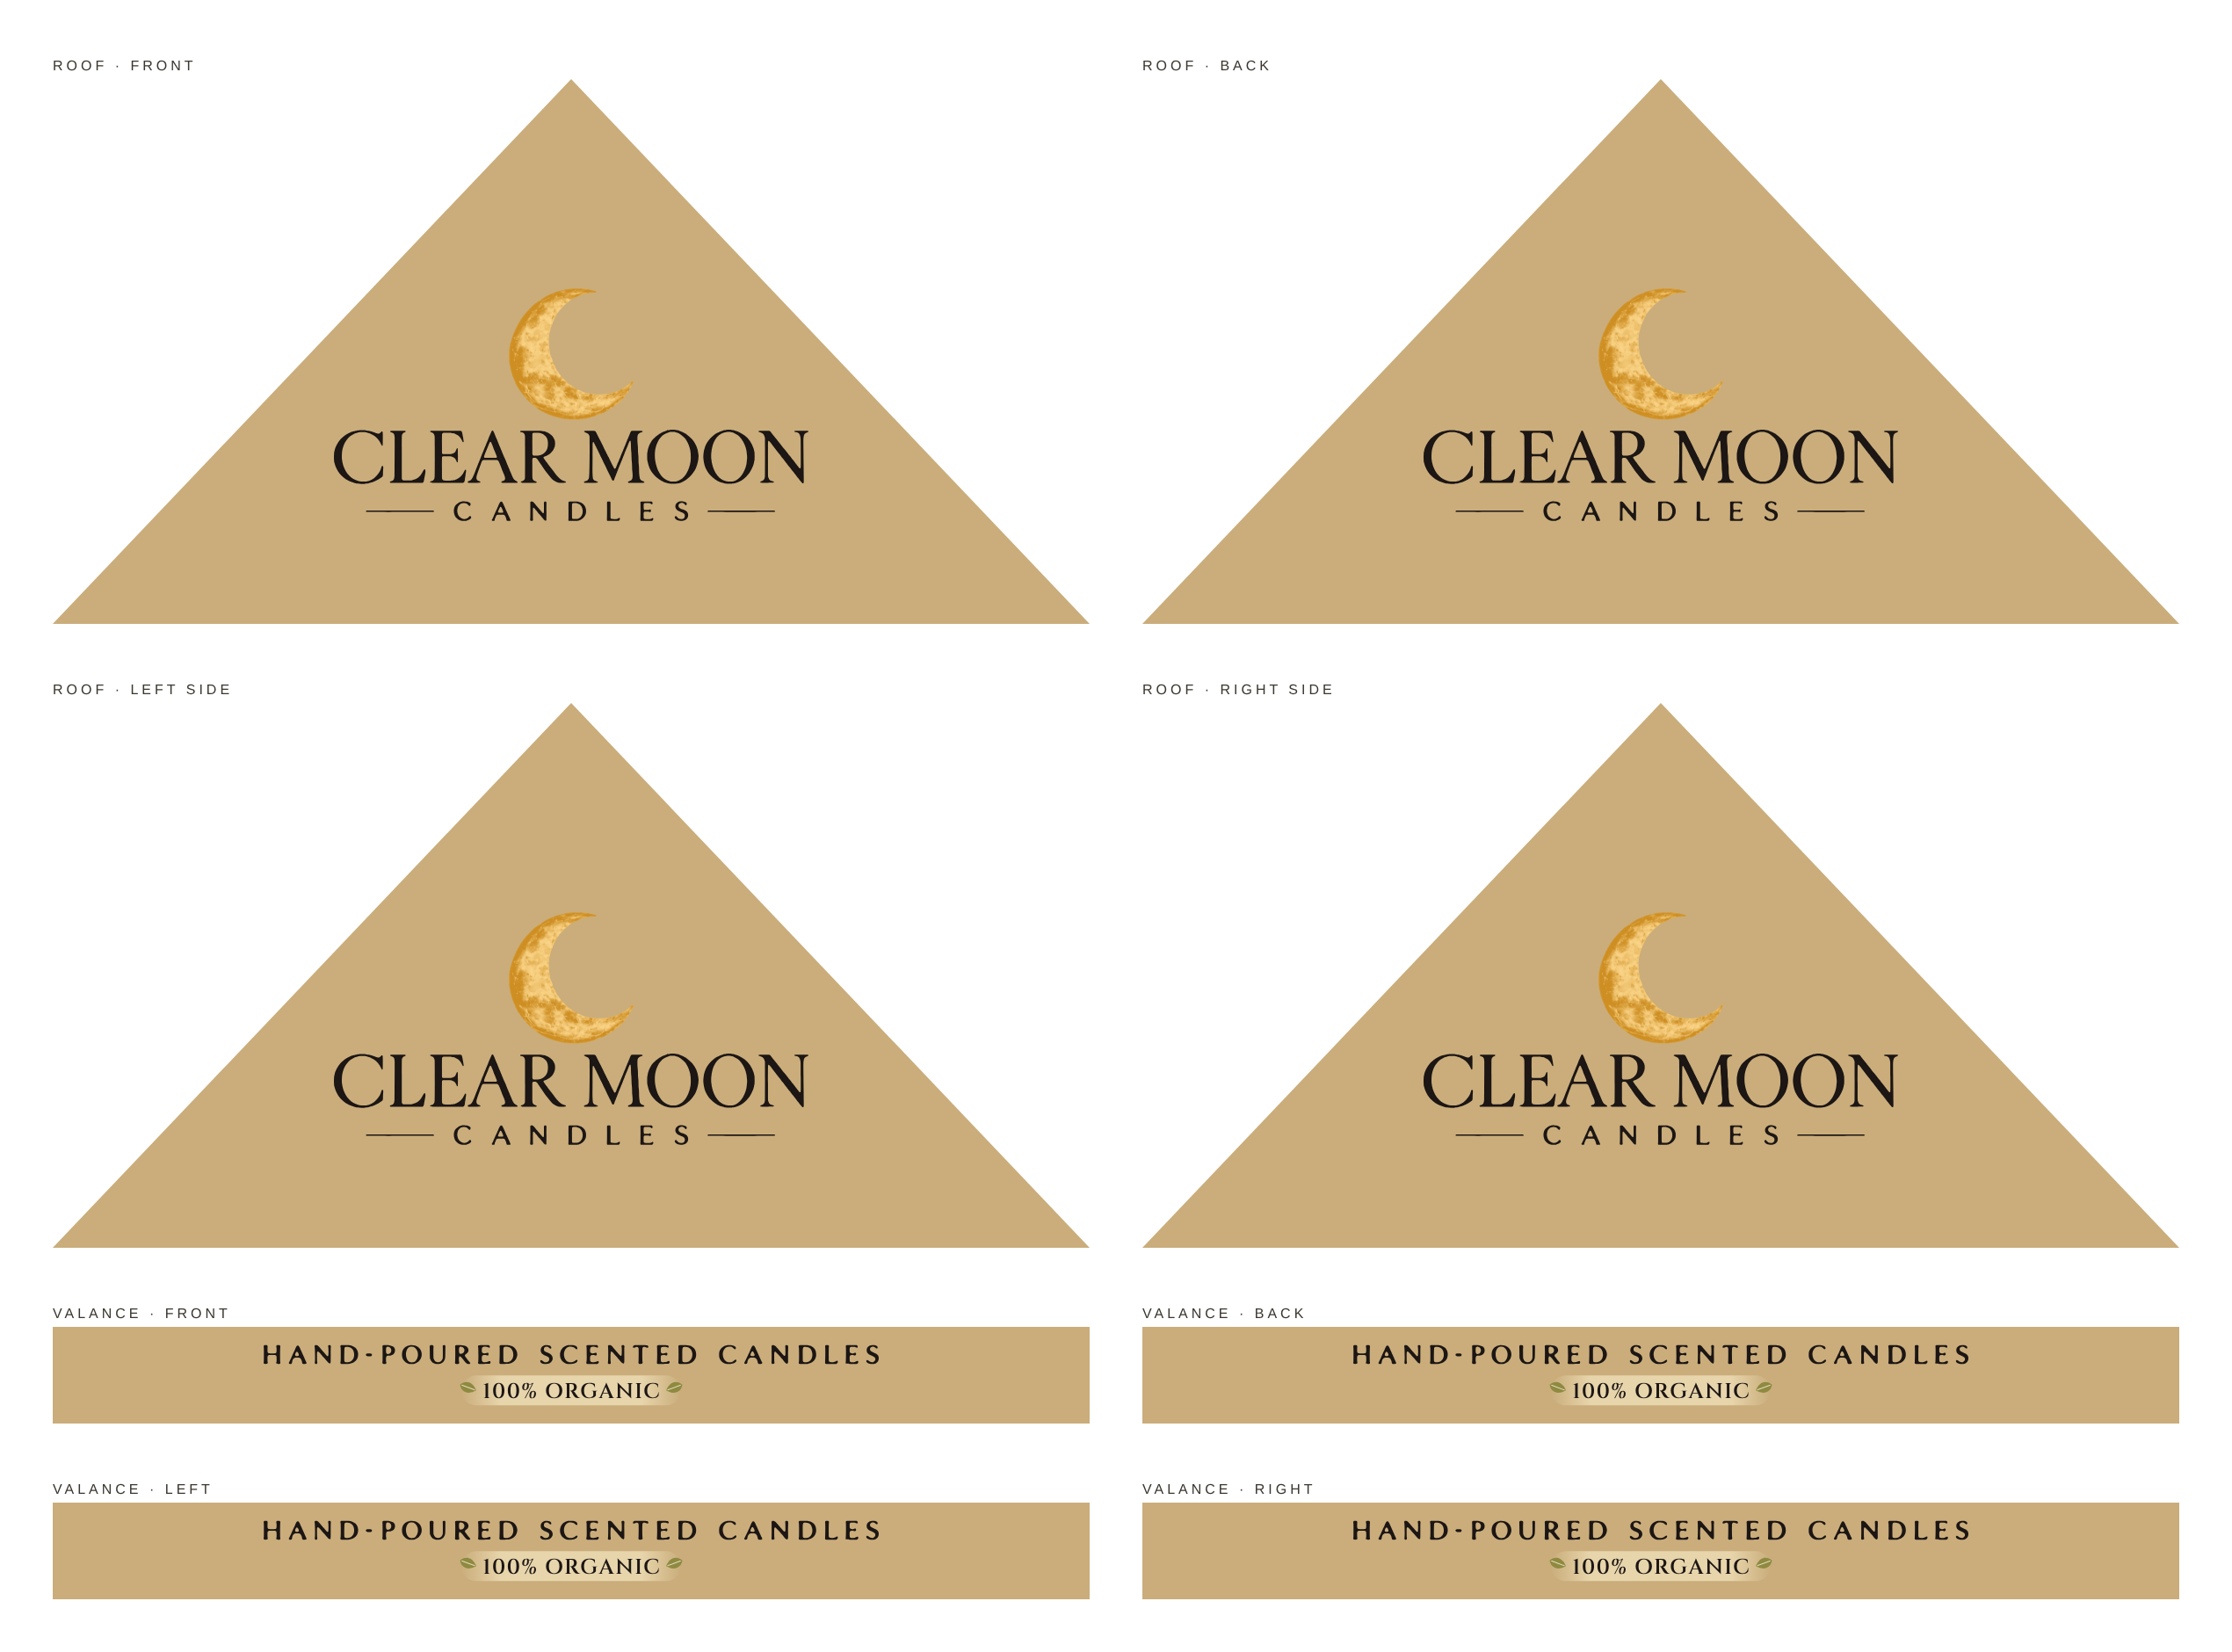 ROOF · FRONT
CLEAR MOON
CANDLES
ROOF · BACK
CLEAR MOON
CANDLES
ROOF · LEFT SIDE
CLEAR MOON
CANDLES
ROOF · RIGHT SIDE
CLEAR MOON
CANDLES
VALANCE · FRONT
HAND-POURED SCENTED CANDLES
100% ORGANIC
VALANCE · BACK
HAND-POURED SCENTED CANDLES
100% ORGANIC
VALANCE · LEFT
HAND-POURED SCENTED CANDLES
100% ORGANIC
VALANCE · RIGHT
HAND-POURED SCENTED CANDLES
100% ORGANIC